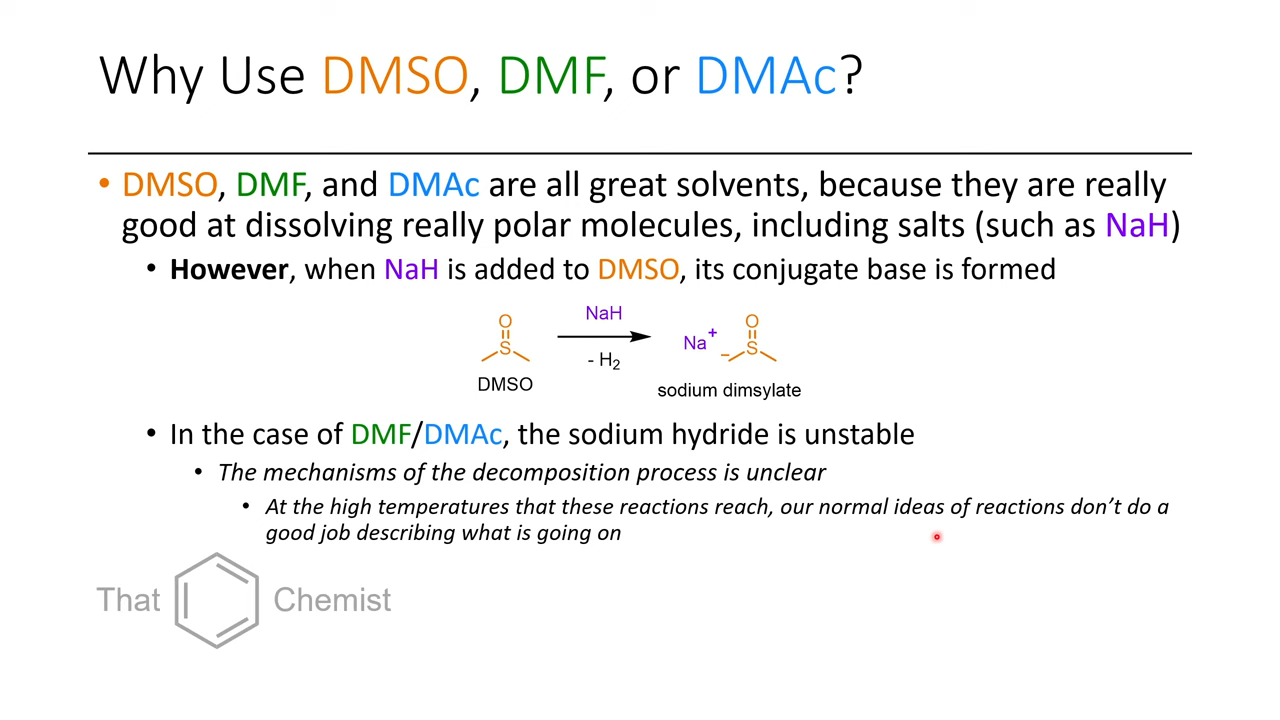 Why Use DMSO, DMF, or DMAc?
• DMSO, DMF, and DMAc are all great solvents, because they are really
good at dissolving really polar molecules, including salts (such as NaH)
• However, when NaH is added to DMSO, its conjugate base is formed
O
S
DMSO
NaH
- H2
Na+
O
− S
sodium dimsylate
• In the case of DMF/DMAc, the sodium hydride is unstable
• The mechanisms of the decomposition process is unclear
• At the high temperatures that these reactions reach, our normal ideas of reactions don’t do a
good job describing what is going on
That Chemist